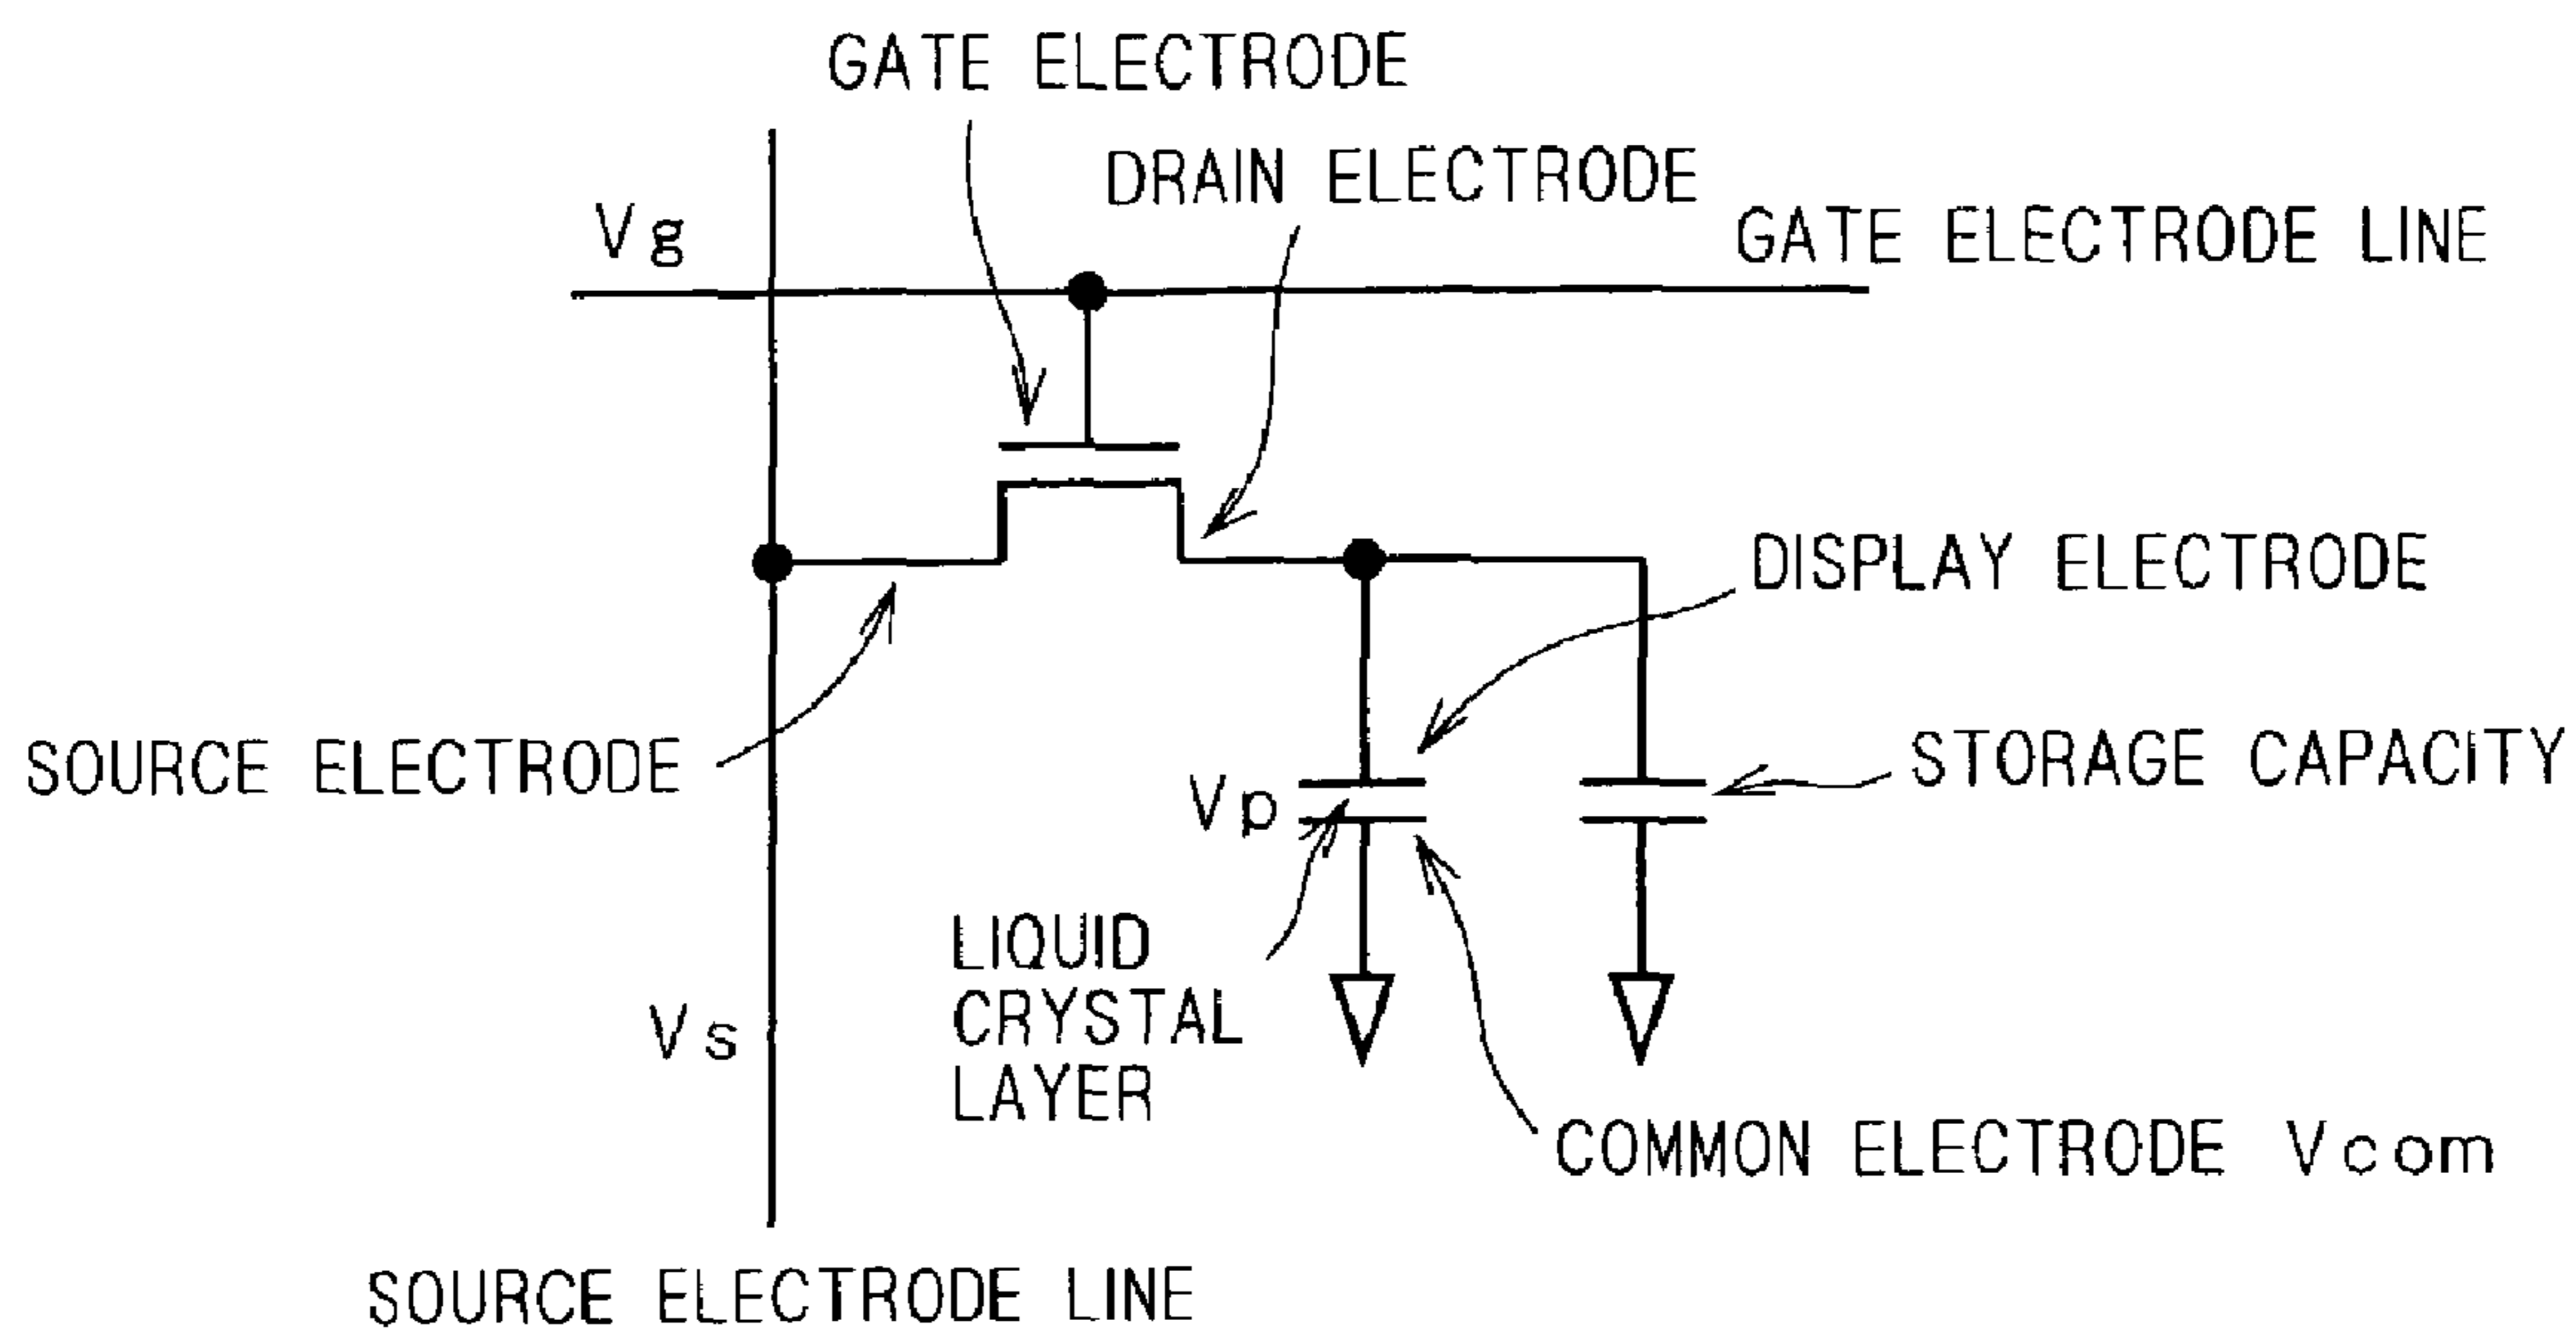 GATE ELECTRODE
DRAIN ELECTRODE
Vg
GATE ELECTRODE LINE
DISPLAY ELECTRODE
SOURCE ELECTRODE
STORAGE CAPACITY
Vp
LIQUID
CRYSTAL
LAYER
Vs
COMMON ELECTRODE Vcom
SOURCE ELECTRODE LINE